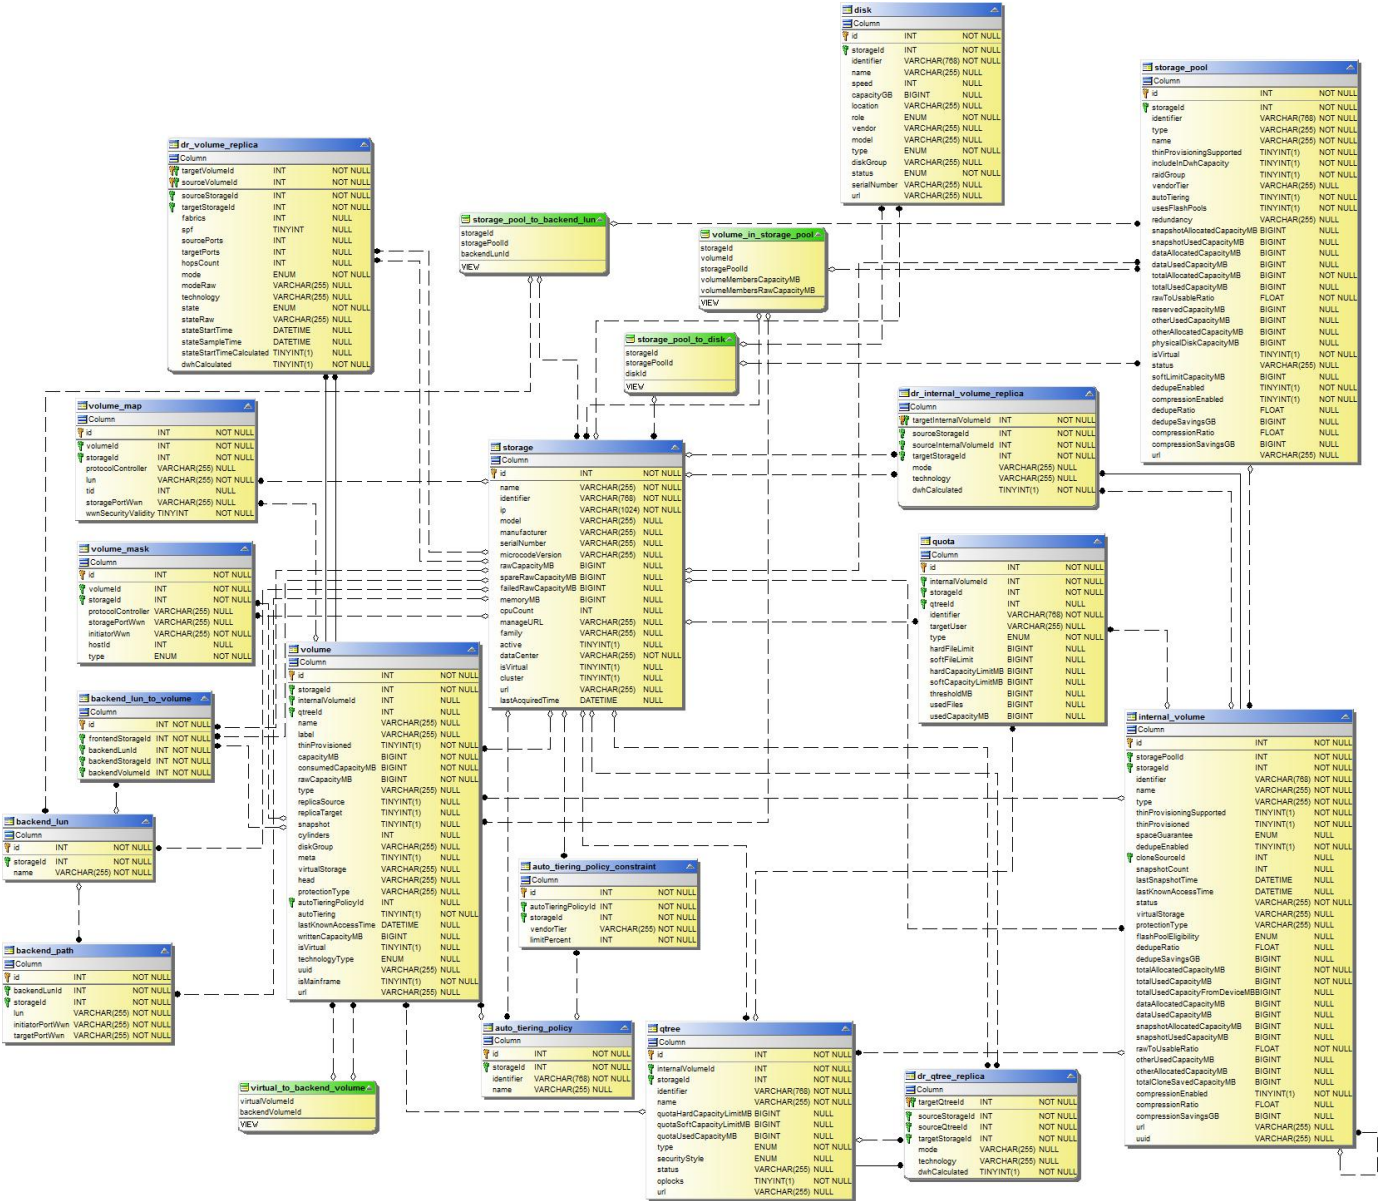 disk
Column
id INT NOT NULL
storageId INT NOT NULL
identifier VARCHAR(768) NOT NULL
name VARCHAR(255) NULL
speed INT NULL
capacityGB BIGINT NULL
location VARCHAR(255) NULL
role ENUM NOT NULL
vendor VARCHAR(255) NULL
model VARCHAR(255) NULL
type ENUM NOT NULL
diskGroup VARCHAR(255) NULL
status ENUM NOT NULL
serialNumber VARCHAR(255) NULL
url VARCHAR(255) NULL
storage_pool
Column
id INT NOT NULL
storageId INT NOT NULL
identifier VARCHAR(768) NOT NULL
type VARCHAR(255) NOT NULL
name VARCHAR(255) NOT NULL
thinProvisioningSupported TINYINT(1) NOT NULL
includeInDwhCapacity TINYINT(1) NOT NULL
raidGroup TINYINT(1) NOT NULL
vendorTier VARCHAR(255) NULL
autoTiering TINYINT(1) NOT NULL
usesFlashPools TINYINT(1) NOT NULL
redundancy VARCHAR(255) NULL
snapshotAllocatedCapacityMB BIGINT NULL
snapshotUsedCapacityMB BIGINT NULL
dataAllocatedCapacityMB BIGINT NULL
dataUsedCapacityMB BIGINT NULL
totalAllocatedCapacityMB BIGINT NOT NULL
totalUsedCapacityMB BIGINT NULL
rawToUsableRatio FLOAT NOT NULL
reservedCapacityMB BIGINT NULL
otherUsedCapacityMB BIGINT NULL
otherAllocatedCapacityMB BIGINT NULL
physicalDiskCapacityMB BIGINT NULL
isVirtual TINYINT(1) NOT NULL
status VARCHAR(255) NULL
softLimitCapacityMB BIGINT NULL
dedupeEnabled TINYINT(1) NOT NULL
compressionEnabled TINYINT(1) NOT NULL
dedupeRatio FLOAT NULL
dedupeSavingsGB BIGINT NULL
compressionRatio FLOAT NULL
compressionSavingsGB BIGINT NULL
url VARCHAR(255) NULL
dr_volume_replica
Column
targetVolumeId INT NOT NULL
sourceVolumeId INT NOT NULL
sourceStorageId INT NOT NULL
targetStorageId INT NOT NULL
fabrics INT NULL
spf TINYINT NULL
sourcePorts INT NULL
targetPorts INT NULL
hopsCount INT NULL
mode ENUM NOT NULL
modeRaw VARCHAR(255) NULL
technology VARCHAR(255) NULL
state ENUM NOT NULL
stateRaw VARCHAR(255) NULL
stateStartTime DATETIME NULL
stateSampleTime DATETIME NULL
stateStartTimeCalculated TINYINT(1) NULL
dwhCalculated TINYINT(1) NOT NULL
storage_pool_to_backend_lun
storageId
storagePoolId
backendLunId
VIEW
volume_in_storage_pool
storageId
volumeId
storagePoolId
volumeMembersCapacityMB
volumeMembersRawCapacityMB
VIEW
storage_pool_to_disk
storageId
storagePoolId
diskId
VIEW
volume_map
Column
id INT NOT NULL
volumeId INT NOT NULL
storageId INT NOT NULL
protocolController VARCHAR(255) NULL
lun VARCHAR(255) NOT NULL
tid INT NULL
storagePortWwn VARCHAR(255) NULL
wwnSecurityValidity TINYINT NOT NULL
dr_internal_volume_replica
Column
targetInternalVolumeId INT NOT NULL
sourceStorageId INT NOT NULL
sourceInternalVolumeId INT NOT NULL
targetStorageId INT NOT NULL
mode VARCHAR(255) NULL
technology VARCHAR(255) NULL
dwhCalculated TINYINT(1) NOT NULL
storage
Column
id INT NOT NULL
name VARCHAR(255) NOT NULL
identifier VARCHAR(768) NOT NULL
ip VARCHAR(1024) NOT NULL
model VARCHAR(255) NULL
manufacturer VARCHAR(255) NULL
serialNumber VARCHAR(255) NULL
microcodeVersion VARCHAR(255) NULL
rawCapacityMB BIGINT NULL
spareRawCapacityMB BIGINT NULL
failedRawCapacityMB BIGINT NULL
memoryMB BIGINT NULL
cpuCount INT NULL
manageURL VARCHAR(255) NULL
family VARCHAR(255) NULL
active TINYINT(1) NULL
dataCenter VARCHAR(255) NOT NULL
isVirtual TINYINT(1) NULL
cluster TINYINT(1) NULL
url VARCHAR(255) NULL
lastAcquiredTime DATETIME NULL
volume_mask
Column
id INT NOT NULL
volumeId INT NOT NULL
storageId INT NOT NULL
protocolController VARCHAR(255) NULL
storagePortWwn VARCHAR(255) NULL
initiatorWwn VARCHAR(255) NOT NULL
hostId INT NULL
type ENUM NOT NULL
quota
Column
id INT NOT NULL
internalVolumeId INT NOT NULL
storageId INT NOT NULL
qtreeId INT NULL
identifier VARCHAR(768) NOT NULL
targetUser VARCHAR(255) NULL
type ENUM NOT NULL
hardFileLimit BIGINT NULL
softFileLimit BIGINT NULL
hardCapacityLimitMB BIGINT NULL
softCapacityLimitMB BIGINT NULL
thresholdMB BIGINT NULL
usedFiles BIGINT NULL
usedCapacityMB BIGINT NULL
volume
Column
id INT NOT NULL
storageId INT NOT NULL
internalVolumeId INT NULL
qtreeId INT NULL
name VARCHAR(255) NULL
label VARCHAR(255) NULL
thinProvisioned TINYINT(1) NOT NULL
capacityMB BIGINT NOT NULL
consumedCapacityMB BIGINT NOT NULL
rawCapacityMB BIGINT NOT NULL
type VARCHAR(255) NULL
replicaSource TINYINT(1) NULL
replicaTarget TINYINT(1) NULL
snapshot TINYINT(1) NULL
cylinders INT NULL
diskGroup VARCHAR(255) NULL
meta TINYINT(1) NULL
virtualStorage VARCHAR(255) NULL
head VARCHAR(255) NULL
protectionType VARCHAR(255) NULL
autoTieringPolicyId INT NULL
autoTiering TINYINT(1) NOT NULL
lastKnownAccessTime DATETIME NULL
writtenCapacityMB BIGINT NULL
isVirtual TINYINT(1) NULL
technologyType ENUM NULL
uuid VARCHAR(255) NULL
isMainframe TINYINT(1) NOT NULL
url VARCHAR(255) NULL
backend_lun_to_volume
Column
id INT NOT NULL
frontendStorageId INT NOT NULL
backendLunId INT NOT NULL
backendStorageId INT NOT NULL
backendVolumeId INT NOT NULL
internal_volume
Column
id INT NOT NULL
storagePoolId INT NOT NULL
storageId INT NOT NULL
identifier VARCHAR(768) NOT NULL
name VARCHAR(255) NOT NULL
type VARCHAR(255) NOT NULL
thinProvisioningSupported TINYINT(1) NOT NULL
thinProvisioned TINYINT(1) NOT NULL
spaceGuarantee ENUM NULL
dedupeEnabled TINYINT(1) NOT NULL
cloneSourceId INT NULL
snapshotCount INT NULL
lastSnapshotTime DATETIME NULL
lastKnownAccessTime DATETIME NULL
status VARCHAR(255) NOT NULL
virtualStorage VARCHAR(255) NULL
protectionType VARCHAR(255) NULL
flashPoolEligibility ENUM NULL
dedupeRatio FLOAT NULL
dedupeSavingsGB BIGINT NULL
totalAllocatedCapacityMB BIGINT NOT NULL
totalUsedCapacityMB BIGINT NOT NULL
totalUsedCapacityFromDeviceMB BIGINT NULL
dataAllocatedCapacityMB BIGINT NULL
dataUsedCapacityMB BIGINT NULL
snapshotAllocatedCapacityMB BIGINT NULL
snapshotUsedCapacityMB BIGINT NULL
rawToUsableRatio FLOAT NOT NULL
otherUsedCapacityMB BIGINT NULL
otherAllocatedCapacityMB BIGINT NULL
totalCloneSavedCapacityMB BIGINT NULL
compressionEnabled TINYINT(1) NOT NULL
compressionRatio FLOAT NULL
compressionSavingsGB BIGINT NULL
url VARCHAR(255) NULL
uuid VARCHAR(255) NULL
backend_lun
Column
id INT NOT NULL
storageId INT NOT NULL
name VARCHAR(255) NOT NULL
auto_tiering_policy_constraint
Column
id INT NOT NULL
autoTieringPolicyId INT NOT NULL
storageId INT NOT NULL
vendorTier VARCHAR(255) NOT NULL
limitPercent INT NOT NULL
backend_path
Column
id INT NOT NULL
backendLunId INT NOT NULL
storageId INT NOT NULL
lun VARCHAR(255) NOT NULL
initiatorPortWwn VARCHAR(255) NOT NULL
targetPortWwn VARCHAR(255) NOT NULL
auto_tiering_policy
Column
id INT NOT NULL
storageId INT NOT NULL
identifier VARCHAR(768) NOT NULL
name VARCHAR(255) NULL
qtree
Column
id INT NOT NULL
internalVolumeId INT NOT NULL
storageId INT NOT NULL
identifier VARCHAR(768) NOT NULL
name VARCHAR(255) NOT NULL
quotaHardCapacityLimitMB BIGINT NULL
quotaSoftCapacityLimitMB BIGINT NULL
quotaUsedCapacityMB BIGINT NULL
type ENUM NOT NULL
securityStyle ENUM NULL
status VARCHAR(255) NULL
oplocks TINYINT(1) NOT NULL
url VARCHAR(255) NULL
dr_qtree_replica
Column
targetQtreeId INT NOT NULL
sourceStorageId INT NOT NULL
sourceQtreeId INT NOT NULL
targetStorageId INT NOT NULL
mode VARCHAR(255) NULL
technology VARCHAR(255) NULL
dwhCalculated TINYINT(1) NOT NULL
virtual_to_backend_volume
virtualVolumeId
backendVolumeId
VIEW